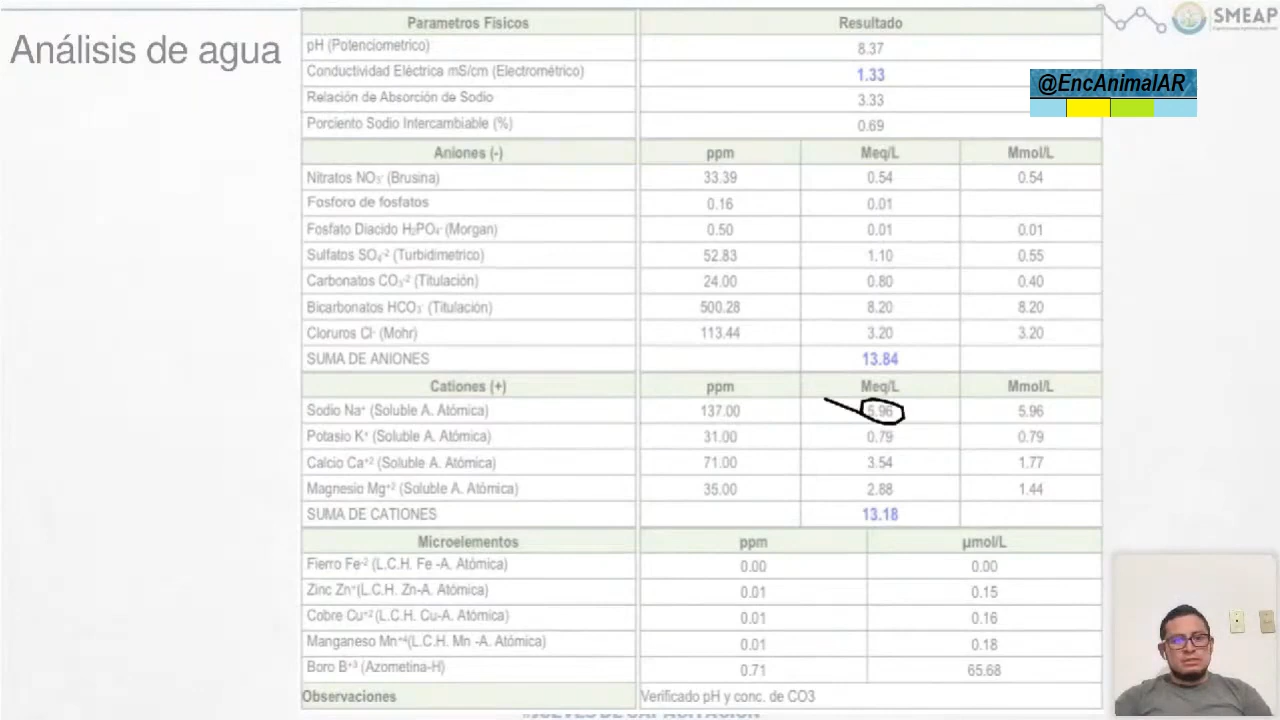 Análisis de agua
SMEAP
@EncAnimalAR
Parametros Fisicos Resultado
pH (Potenciometrico) 8.37
Conductividad Eléctrica mS/cm (Electrométrico) 1.33
Relación de Absorción de Sodio 3.33
Porciento Sodio Intercambiable (%) 0.69
Aniones (-) ppm Meq/L Mmol/L
Nitratos NO₃⁻ (Brusina) 33.39 0.54 0.54
Fosforo de fosfatos 0.16 0.01
Fosfato Diacido H₂PO₄⁻ (Morgan) 0.50 0.01 0.01
Sulfatos SO₄⁻² (Turbidimetrico) 52.83 1.10 0.55
Carbonatos CO₃⁻² (Titulación) 24.00 0.80 0.40
Bicarbonatos HCO₃⁻ (Titulación) 500.28 8.20 8.20
Cloruros Cl⁻ (Mohr) 113.44 3.20 3.20
SUMA DE ANIONES 13.84
Cationes (+) ppm Meq/L Mmol/L
Sodio Na⁺ (Soluble A. Atómica) 137.00 5.96 5.96
Potasio K⁺ (Soluble A. Atómica) 31.00 0.79 0.79
Calcio Ca⁺² (Soluble A. Atómica) 71.00 3.54 1.77
Magnesio Mg⁺² (Soluble A. Atómica) 35.00 2.88 1.44
SUMA DE CATIONES 13.18
Microelementos ppm µmol/L
Fierro Fe⁻² (L.C.H. Fe -A. Atómica) 0.00 0.00
Zinc Zn⁺(L.C.H. Zn-A. Atómica) 0.01 0.15
Cobre Cu⁺² (L.C.H. Cu-A. Atómica) 0.01 0.16
Manganeso Mn⁺⁴(L.C.H. Mn -A. Atómica) 0.01 0.18
Boro B⁺³ (Azometina-H) 0.71 65.68
Observaciones Verificado pH y conc. de CO3
#JUEVES DE CAPACITACIÓN